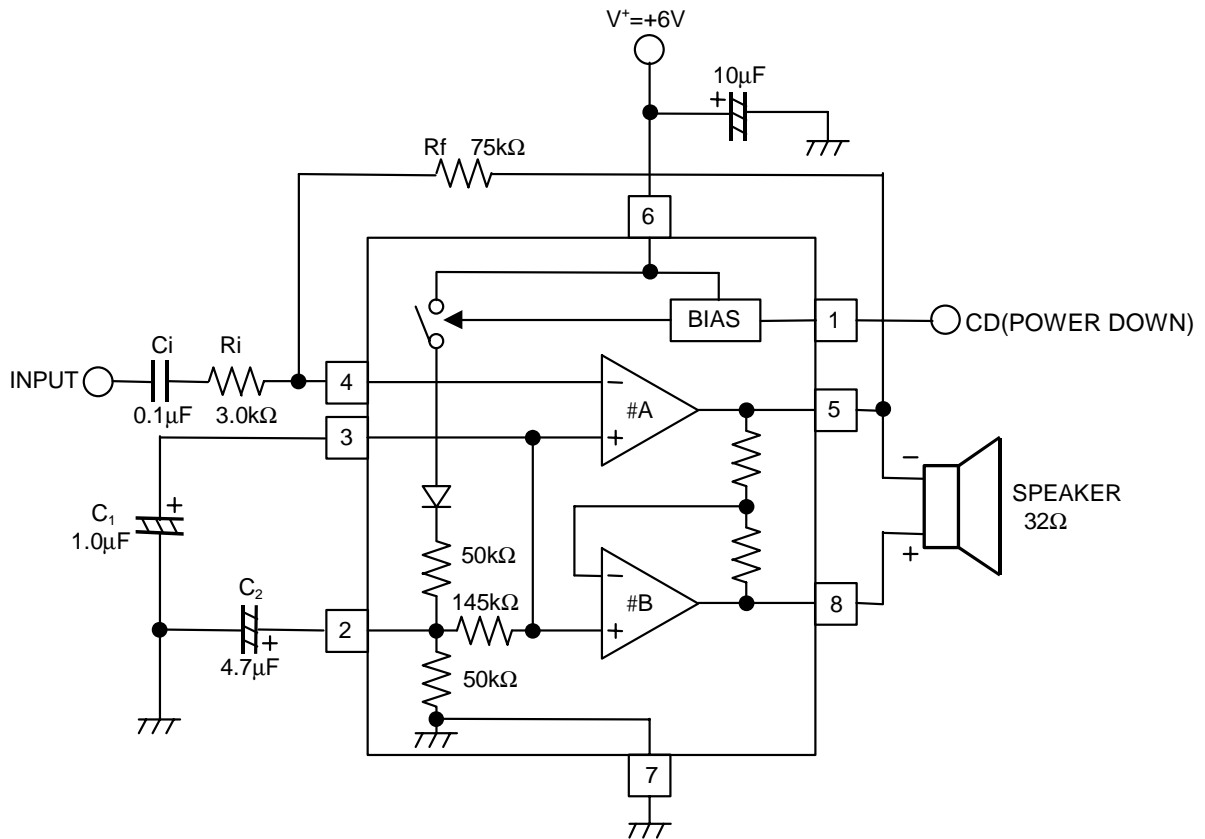 V⁺=+6V
10μF
+
Rf 75kΩ
6
BIAS
1
CD(POWER DOWN)
Ci
Ri
INPUT
0.1μF
3.0kΩ
4
−
#A
+
5
3
C₁
+
1.0μF
50kΩ
−
SPEAKER
32Ω
+
C₂
+
4.7μF
2
145kΩ
−
#B
+
8
50kΩ
7